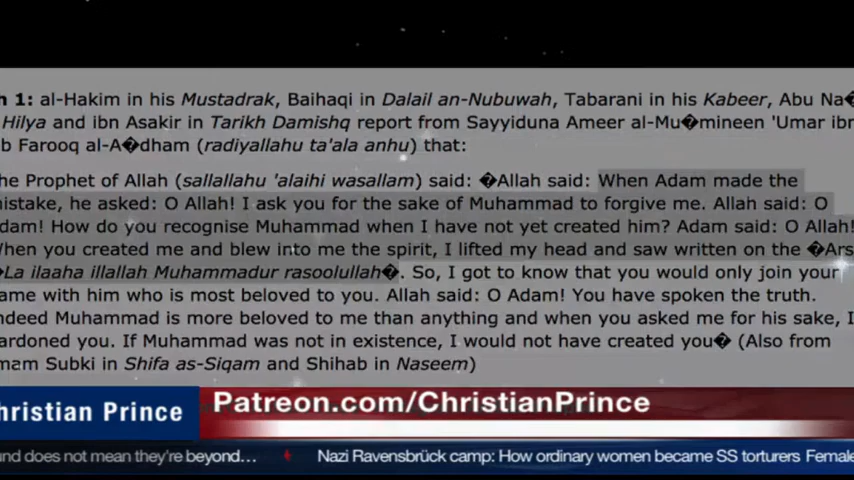 h 1: al-Hakim in his Mustadrak, Baihaqi in Dalail an-Nubuwah, Tabarani in his Kabeer, Abu Na�
Hilya and ibn Asakir in Tarikh Damishq report from Sayyiduna Ameer al-Mu�mineen 'Umar ibn
b Farooq al-A�dham (radiyallahu ta'ala anhu) that:
he Prophet of Allah (sallallahu 'alaihi wasallam) said: �Allah said: When Adam made the
mistake, he asked: O Allah! I ask you for the sake of Muhammad to forgive me. Allah said: O
dam! How do you recognise Muhammad when I have not yet created him? Adam said: O Allah!
When you created me and blew into me the spirit, I lifted my head and saw written on the �Ars
�La ilaaha illallah Muhammadur rasoolullah�. So, I got to know that you would only join your
ame with him who is most beloved to you. Allah said: O Adam! You have spoken the truth.
ndeed Muhammad is more beloved to me than anything and when you asked me for his sake, I
ardoned you. If Muhammad was not in existence, I would not have created you� (Also from
mam Subki in Shifa as-Siqam and Shihab in Naseem)
hristian Prince
Patreon.com/ChristianPrince
und does not mean they're beyond... Nazi Ravensbrück camp: How ordinary women became SS torturers Female